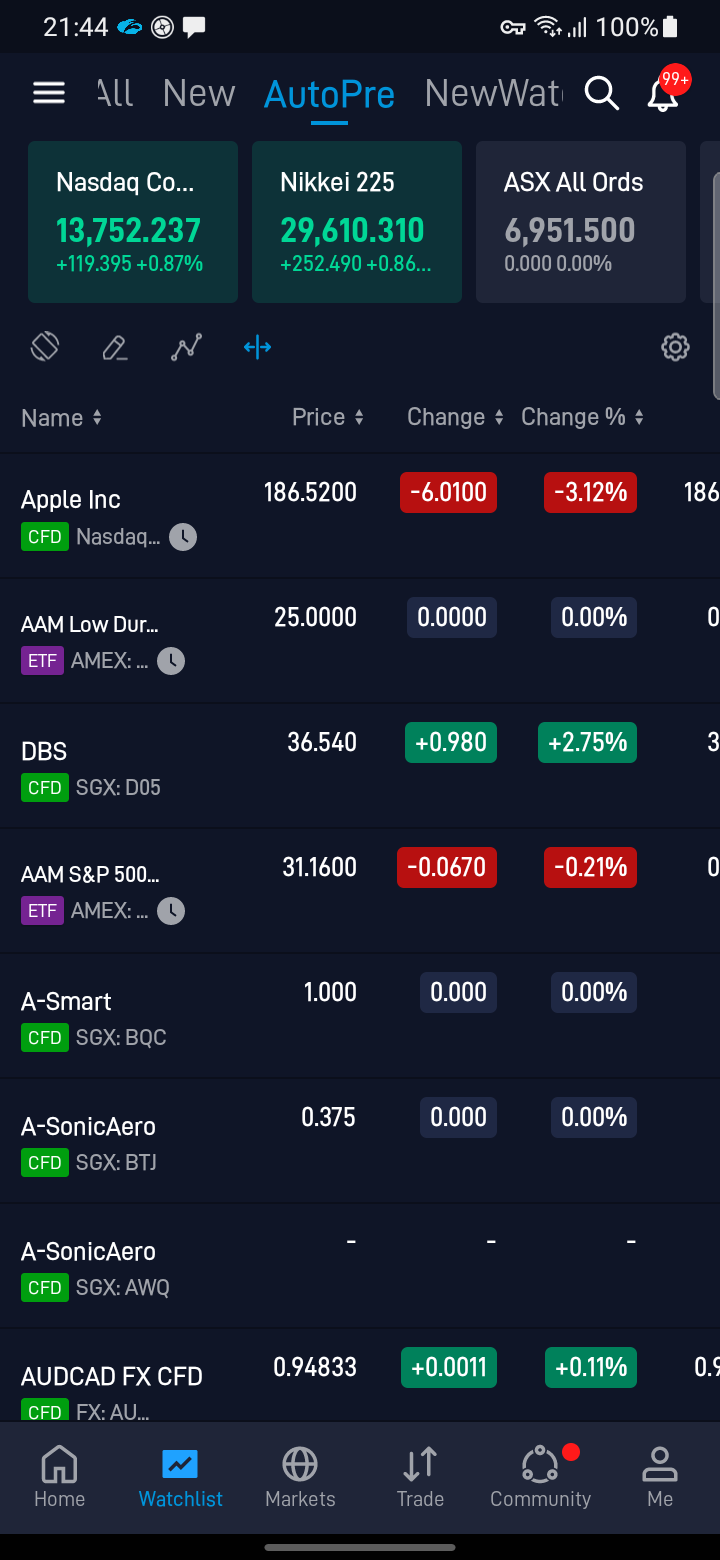 21:44 100%
All New AutoPre NewWat
99+
Nasdaq Co... Nikkei 225 ASX All Ords
13,752.237 29,610.310 6,951.500
+119.395 +0.87% +252.490 +0.86... 0.000 0.00%
Name Price Change Change %
Apple Inc 186.5200 -6.0100 -3.12% 186
CFD Nasdaq...
AAM Low Dur... 25.0000 0.0000 0.00% 0
ETF AMEX: ...
DBS 36.540 +0.980 +2.75% 3
CFD SGX: D05
AAM S&P 500... 31.1600 -0.0670 -0.21% 0
ETF AMEX: ...
A-Smart 1.000 0.000 0.00%
CFD SGX: BQC
A-SonicAero 0.375 0.000 0.00%
CFD SGX: BTJ
A-SonicAero - - -
CFD SGX: AWQ
AUDCAD FX CFD 0.94833 +0.0011 +0.11% 0.9
CFD FX: AU...
Home Watchlist Markets Trade Community Me